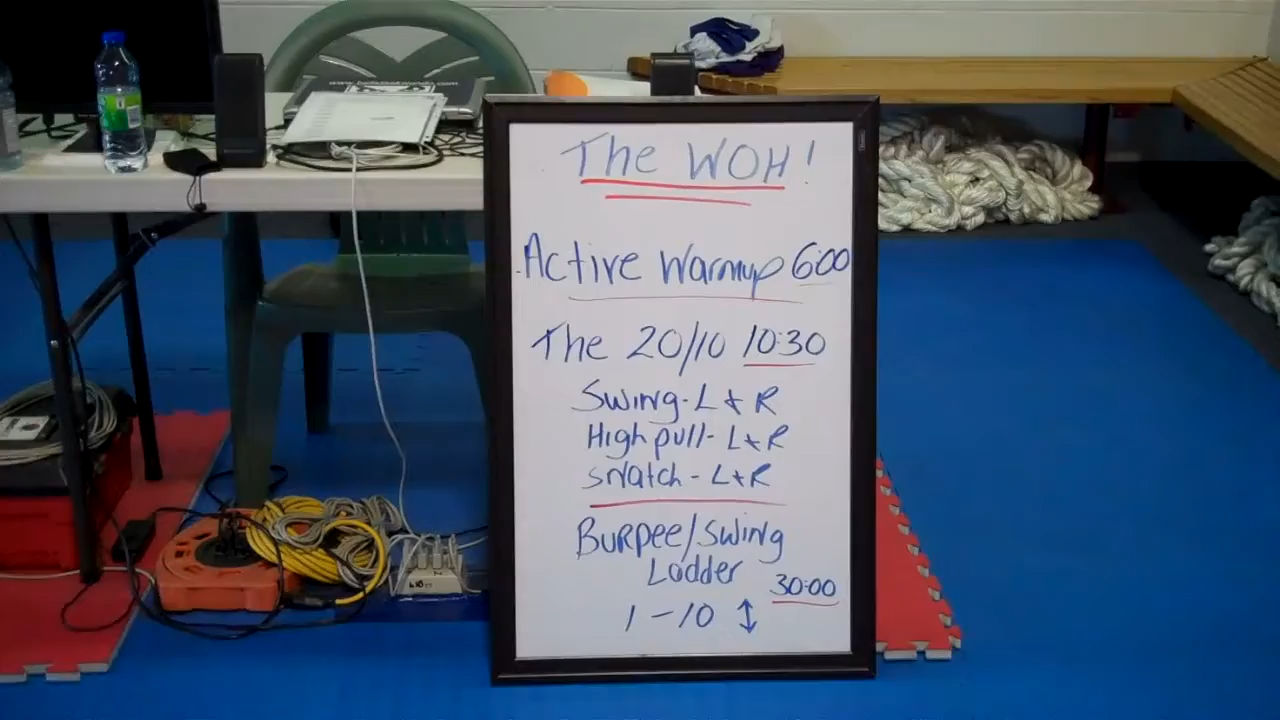 The WOH!
Active Warmup 6:00
The 20/10 10:30
Swing - L & R
High pull - L & R
Snatch - L & R
Burpee/Swing
Ladder
30:00
1-10 ↕